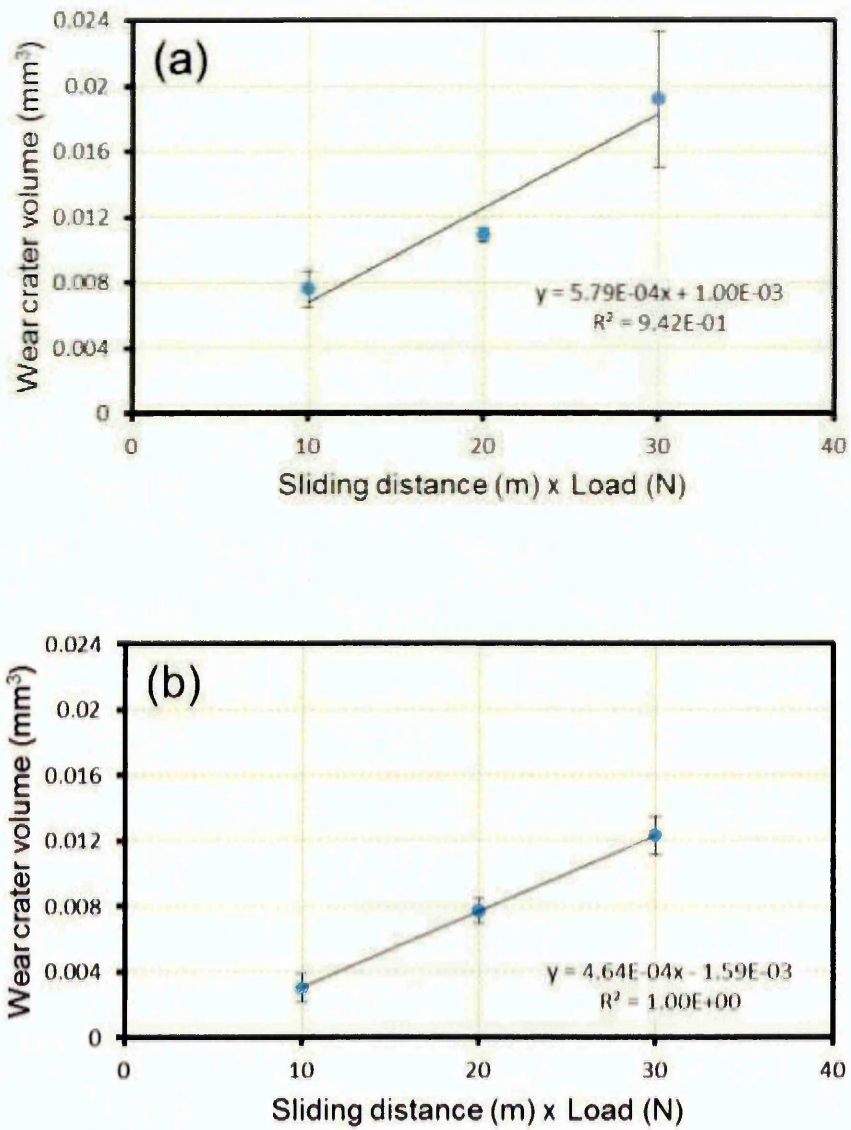 (a)
Wear crater volume (mm³)
0.024
0.02
0.016
0.012
0.008
0.004
0
y = 5.79E-04x + 1.00E-03
R² = 9.42E-01
0 10 20 30 40
Sliding distance (m) x Load (N)
(b)
Wear crater volume (mm³)
0.024
0.02
0.016
0.012
0.008
0.004
0
y = 4.64E-04x - 1.59E-03
R² = 1.00E+00
0 10 20 30 40
Sliding distance (m) x Load (N)